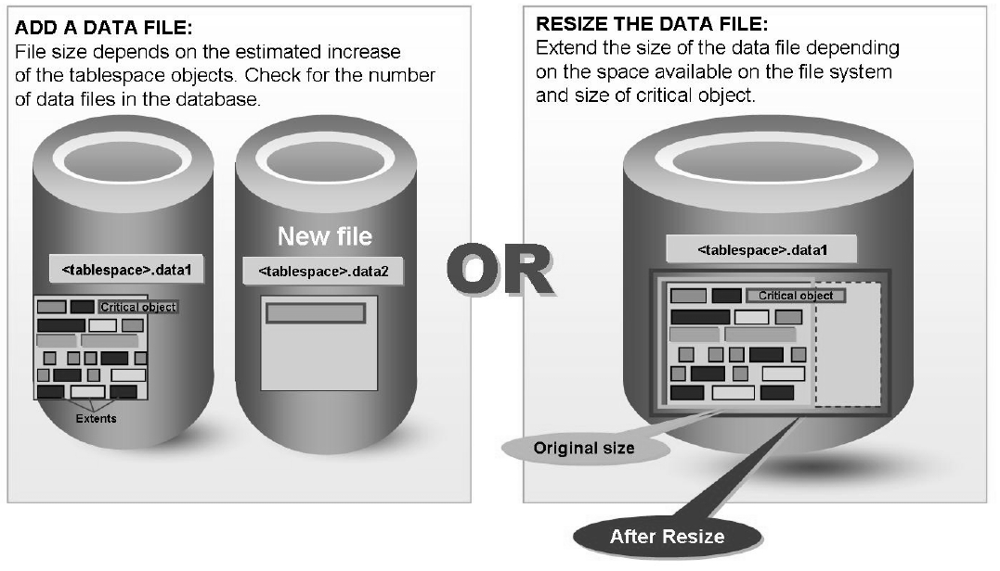 ADD A DATA FILE:
File size depends on the estimated increase
of the tablespace objects. Check for the number
of data files in the database.
New file
<tablespace>.data1
<tablespace>.data2
Critical object
Extents
OR
RESIZE THE DATA FILE:
Extend the size of the data file depending
on the space available on the file system
and size of critical object.
<tablespace>.data1
Critical object
Original size
After Resize